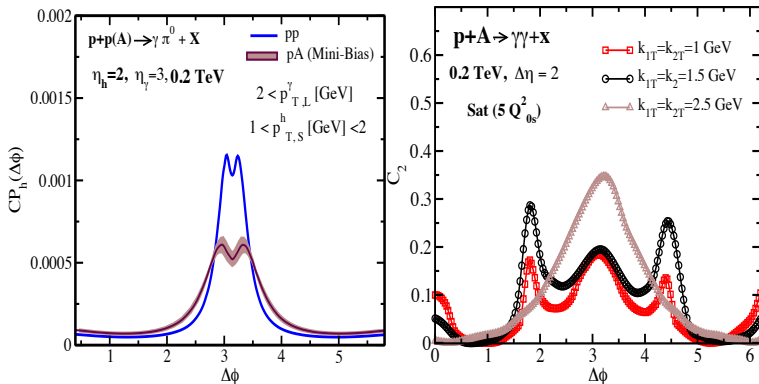 0.002
0.0015
0.001
0.0005
0
CP_h(Δϕ)
p+p(A)→γ π⁰ + X
η_h=2, η_γ=3, 0.2 TeV
pp
pA (Mini-Bias)
2 < p^γ_T,L [GeV]
1 < p^h_T,S [GeV] <2
1 2 3 4 5
Δϕ
0.6
0.5
0.4
0.3
0.2
0.1
0
C_2
p+A→γγ+x
0.2 TeV, Δη = 2
Sat (5 Q²_0s)
k_1T=k_2T=1 GeV
k_1T=k_2=1.5 GeV
k_1T=k_2T=2.5 GeV
0 1 2 3 4 5 6
Δϕ